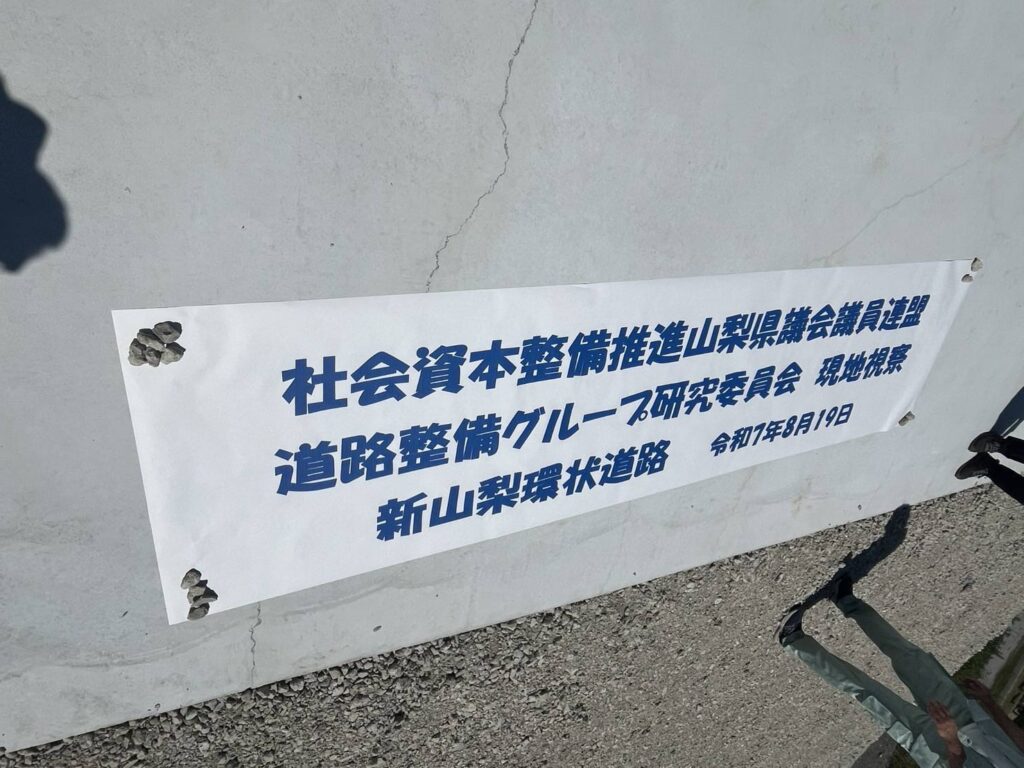 社会資本整備推進山梨県議会議員連盟
道路整備グループ研究委員会 現地視察
新山梨環状道路 令和7年8月19日